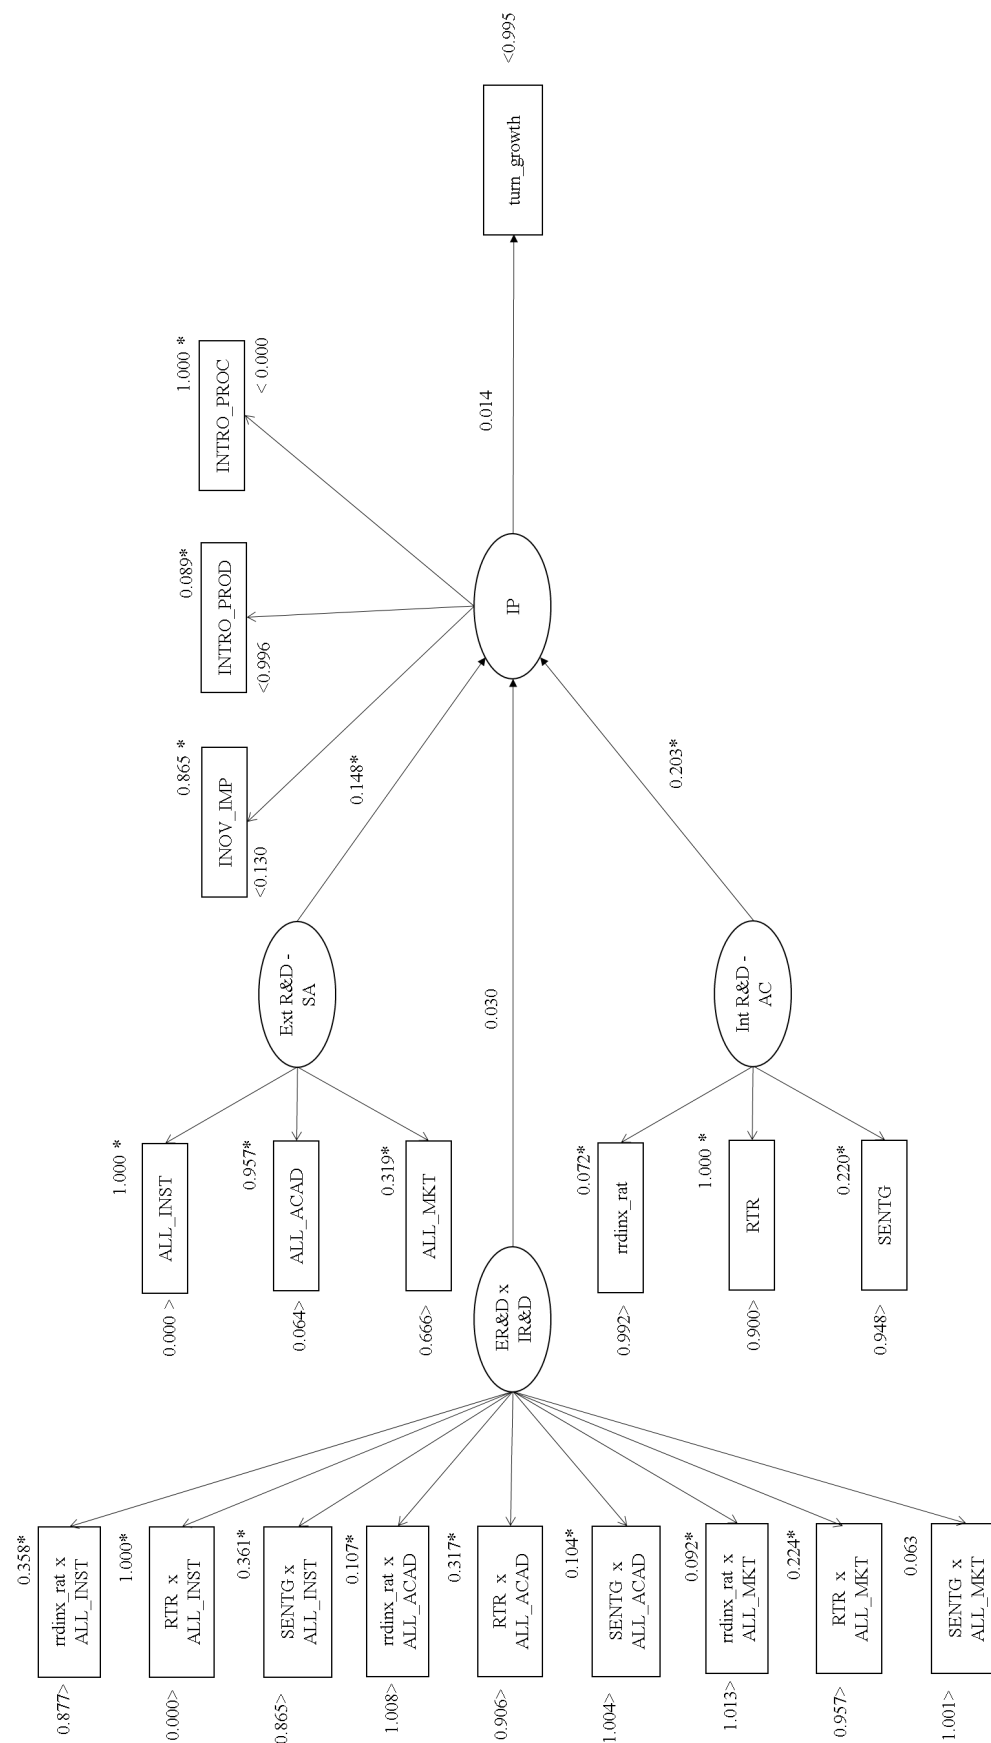 0.877>
rrdinx_rat x
ALL_INST
0.358*
0.000>
RTR x
ALL_INST
1.000*
0.865>
SENTG x
ALL_INST
0.361*
1.008>
rrdinx_rat x
ALL_ACAD
0.107*
0.906>
RTR x
ALL_ACAD
0.317*
1.004>
SENTG x
ALL_ACAD
0.104*
1.013>
rrdinx_rat x
ALL_MKT
0.092*
0.957>
RTR x
ALL_MKT
0.224*
1.001>
SENTG x
ALL_MKT
0.063
ER&D x
IR&D
0.000 >
ALL_INST
1.000 *
0.064>
ALL_ACAD
0.957*
0.666>
ALL_MKT
0.319*
0.992>
rrdinx_rat
0.072*
0.900>
RTR
1.000 *
0.948>
SENTG
0.220*
Ext R&D -
SA
Int R&D -
AC
0.148*
0.030
0.203*
INOV_IMP
0.865 *
<0.130
INTRO_PROD
0.089*
<0.996
INTRO_PROC
1.000 *
< 0.000
IP
0.014
turn_growth
<0.995